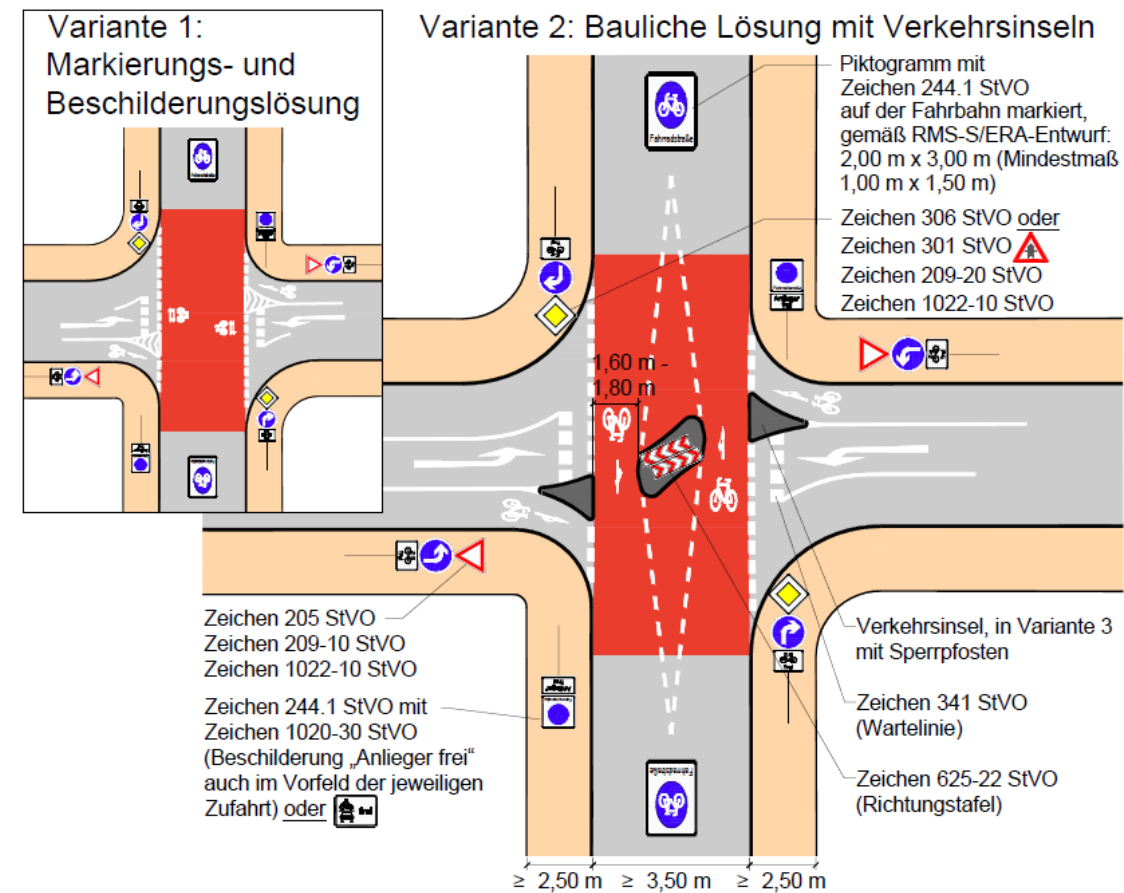 Variante 1:
Markierungs- und
Beschilderungslösung
Variante 2: Bauliche Lösung mit Verkehrsinseln
Piktogramm mit
Zeichen 244.1 StVO
auf der Fahrbahn markiert,
gemäß RMS-S/ERA-Entwurf:
2,00 m x 3,00 m (Mindestmaß
1,00 m x 1,50 m)
Fahrradstraße
Zeichen 306 StVO oder
Zeichen 301 StVO
Zeichen 209-20 StVO
Zeichen 1022-10 StVO
1,60 m -
1,80 m
Zeichen 205 StVO
Zeichen 209-10 StVO
Zeichen 1022-10 StVO
Zeichen 244.1 StVO mit
Zeichen 1020-30 StVO
(Beschilderung „Anlieger frei“
auch im Vorfeld der jeweiligen
Zufahrt) oder
frei
Verkehrsinsel, in Variante 3
mit Sperrpfosten
Zeichen 341 StVO
(Wartelinie)
Zeichen 625-22 StVO
(Richtungstafel)
Fahrradstraße
≥ 2,50 m ≥ 3,50 m ≥ 2,50 m